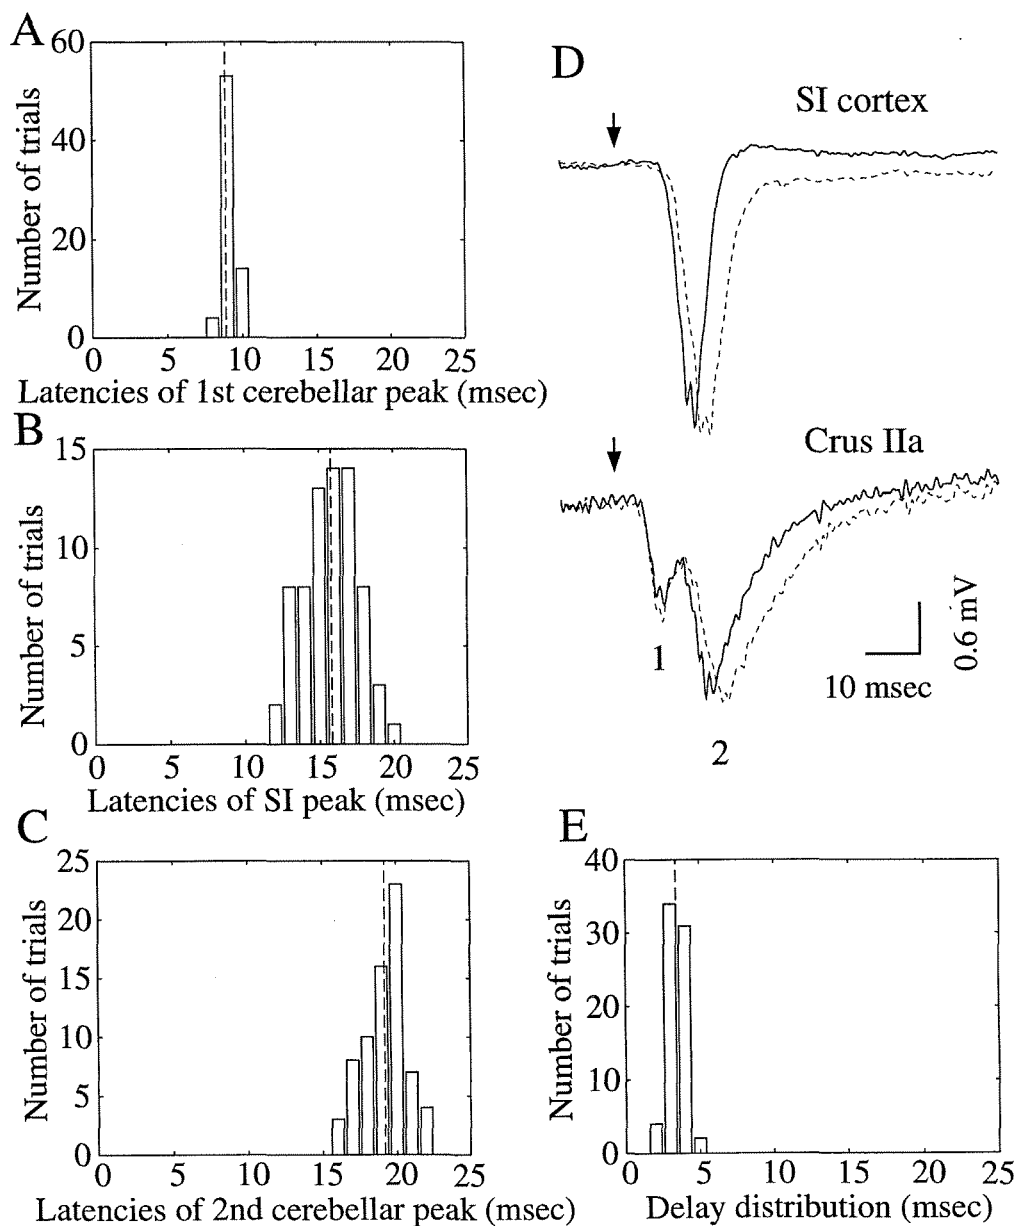 A
60
40
20
0
Number of trials
0 5 10 15 20 25
Latencies of 1st cerebellar peak (msec)
B
15
10
5
0
Number of trials
0 5 10 15 20 25
Latencies of SI peak (msec)
C
25
20
15
10
5
0
Number of trials
0 5 10 15 20 25
Latencies of 2nd cerebellar peak (msec)
D
SI cortex
Crus IIa
1
2
10 msec
0.6 mV
E
40
30
20
10
0
Number of trials
0 5 10 15 20 25
Delay distribution (msec)